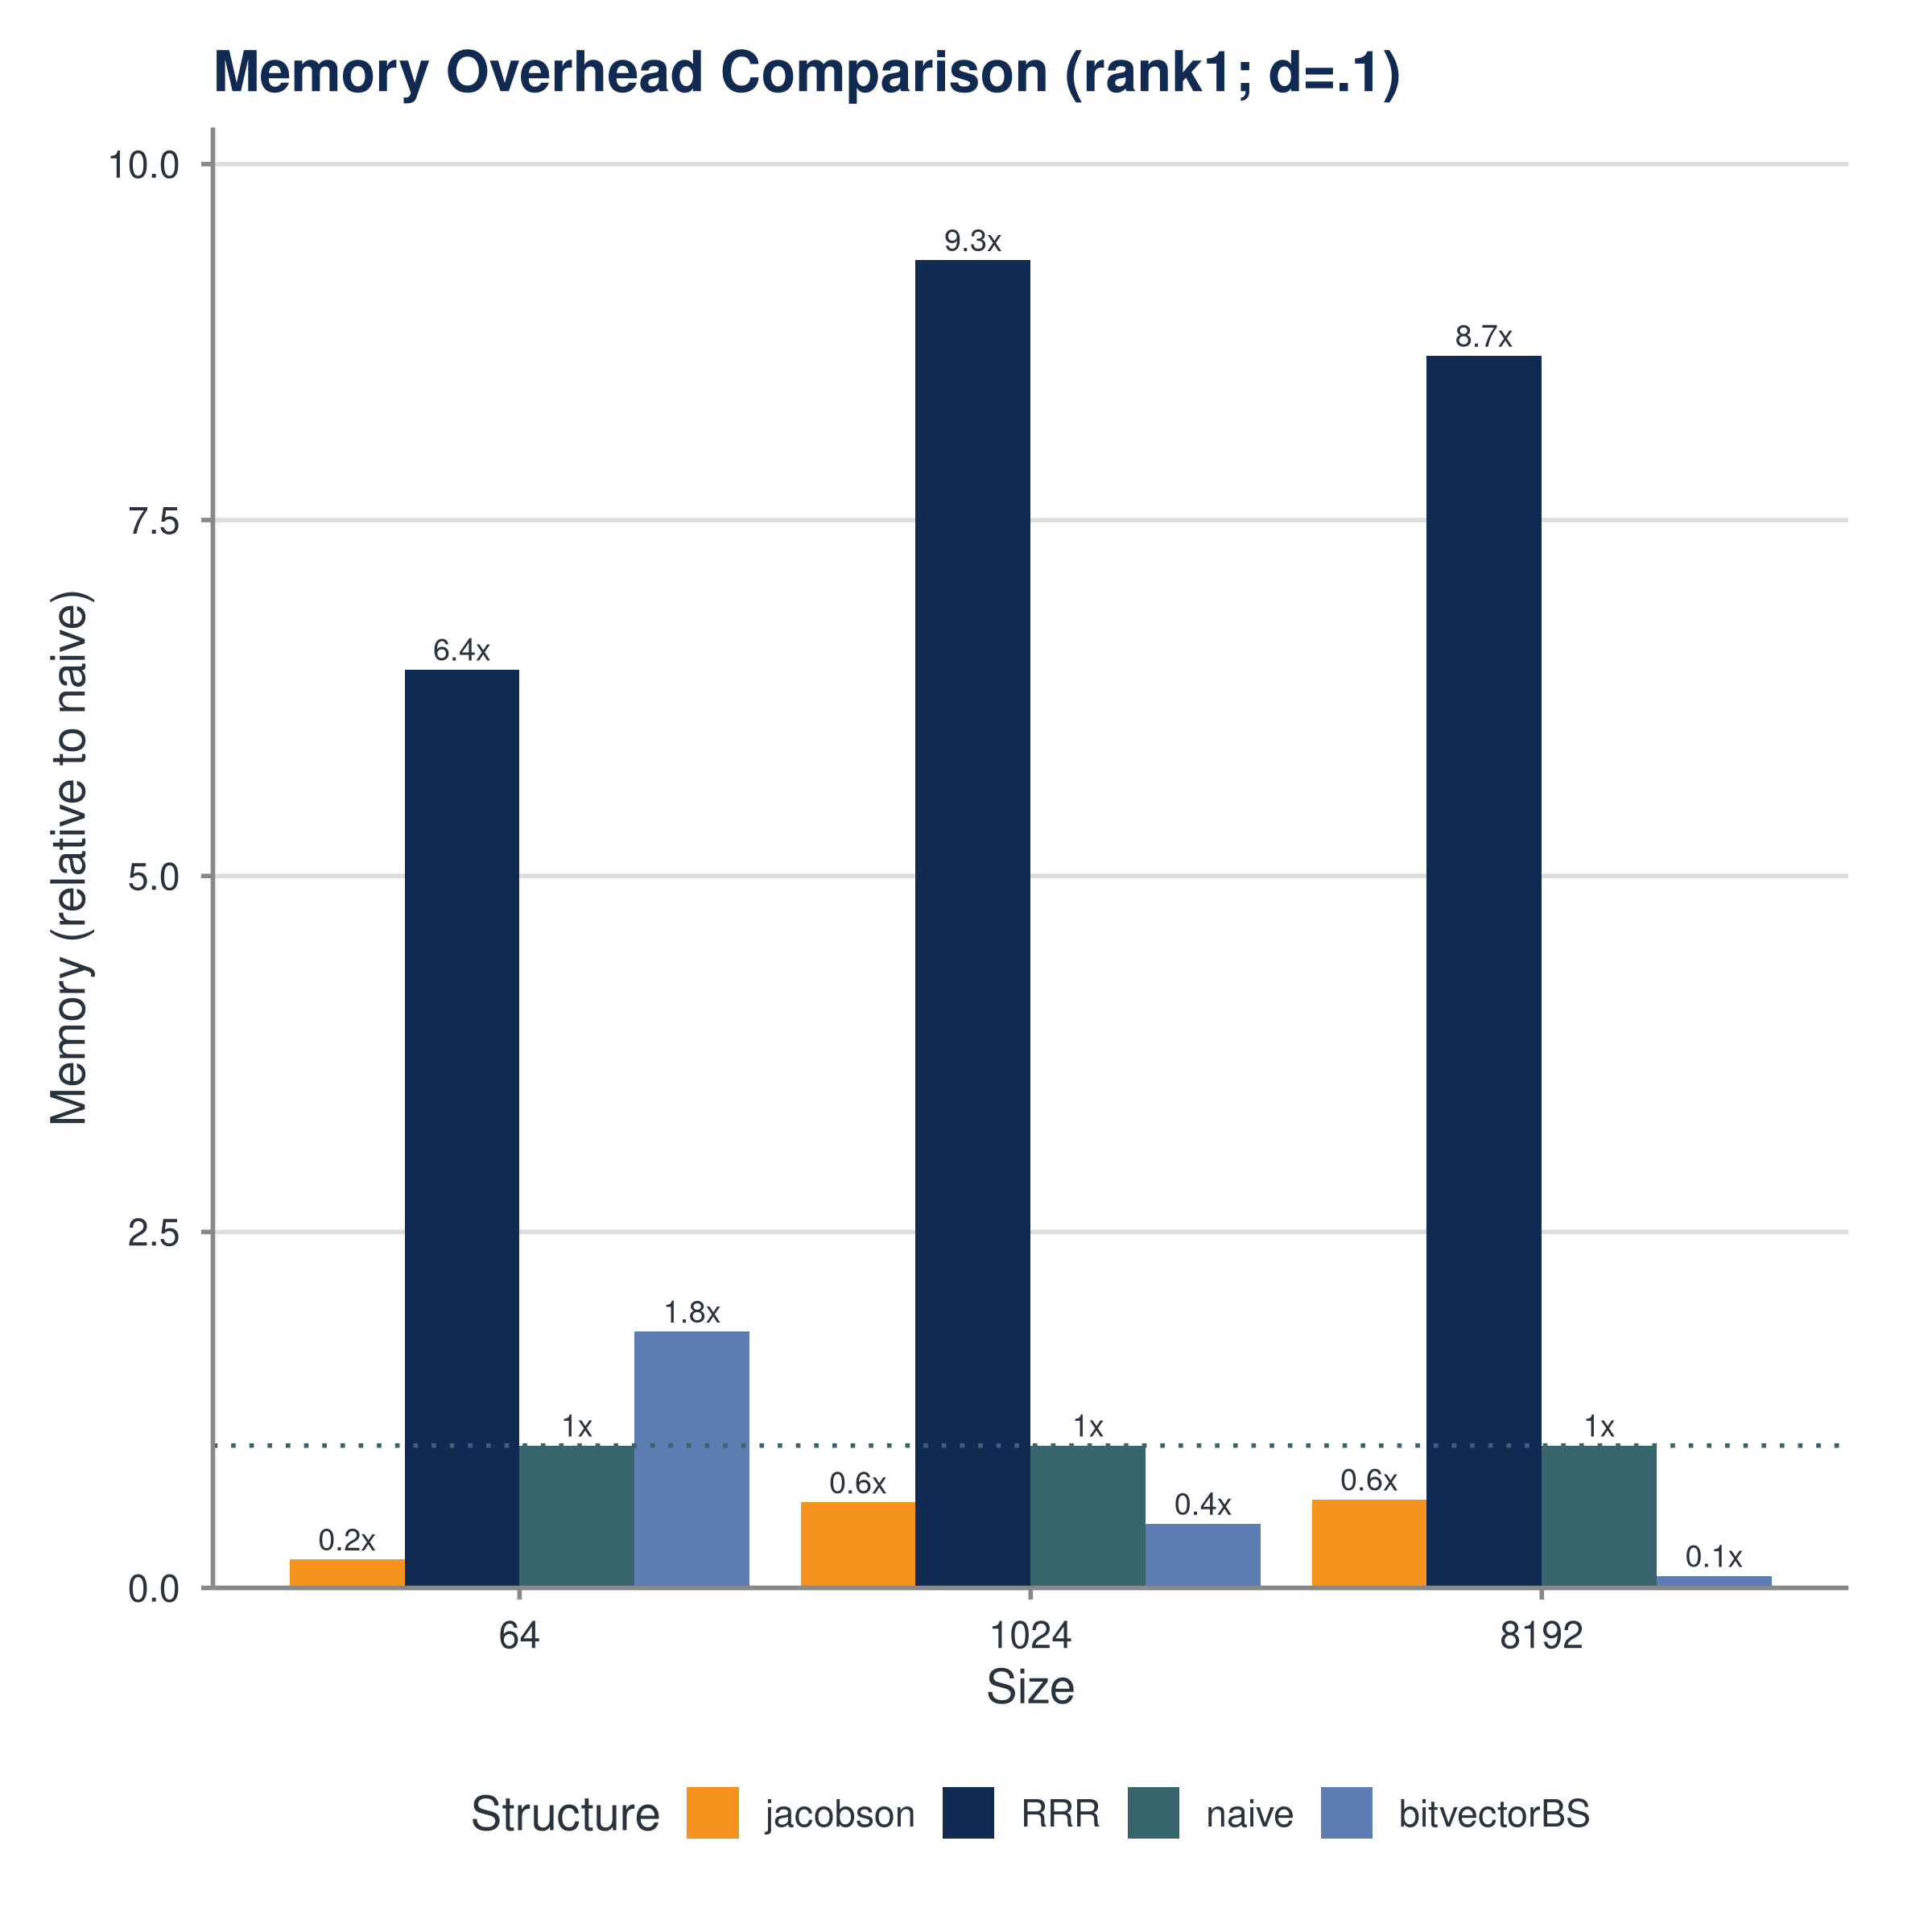 Memory Overhead Comparison (rank1; d=.1)
10.0
7.5
5.0
2.5
0.0
Memory (relative to naive)
0.2x
6.4x
1x
1.8x
0.6x
9.3x
1x
0.4x
0.6x
8.7x
1x
0.1x
64
1024
8192
Size
Structure jacobson RRR naive bitvectorBS